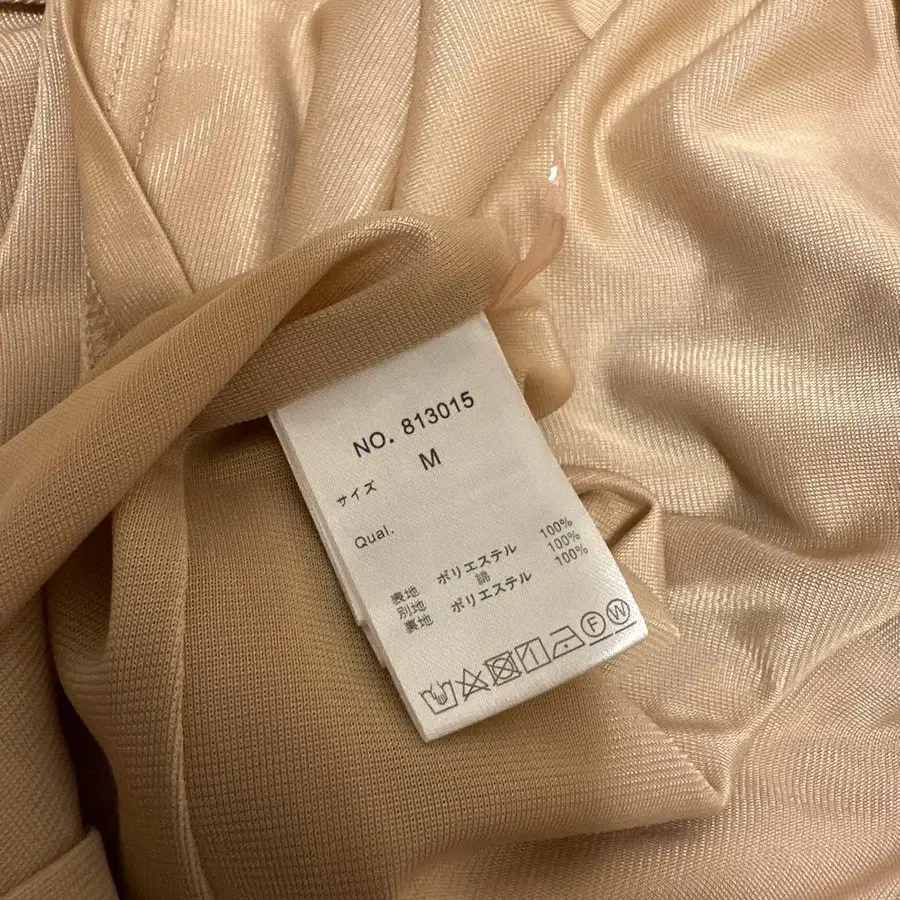 NO. 813015
サイズ M
Qual.
表地 ポリエステル 100%
別地 綿 100%
裏地 ポリエステル 100%
F W